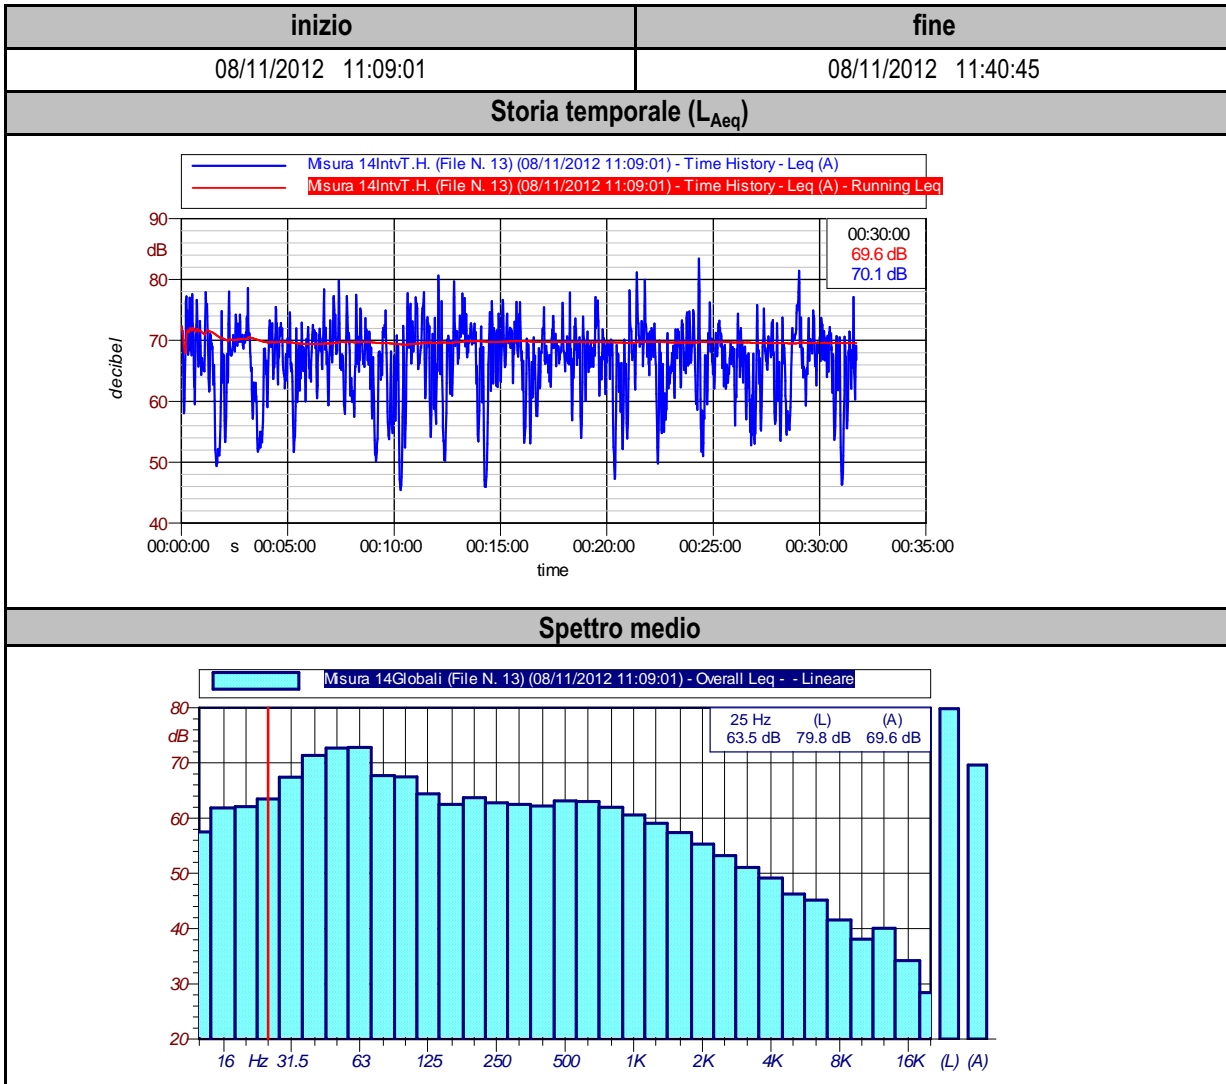 inizio fine
08/11/2012 11:09:01 08/11/2012 11:40:45
Storia temporale (LAeq)
Misura 14IntvT.H. (File N. 13) (08/11/2012 11:09:01) - Time History - Leq (A)
Misura 14IntvT.H. (File N. 13) (08/11/2012 11:09:01) - Time History - Leq (A) - Running Leq
90
dB
80
70
60
50
40
decibel
00:30:00
69.6 dB
70.1 dB
00:00:00 s 00:05:00 00:10:00 00:15:00 00:20:00 00:25:00 00:30:00 00:35:00
time
Spettro medio
Misura 14Globali (File N. 13) (08/11/2012 11:09:01) - Overall Leq - - Lineare
80
dB
70
60
50
40
30
20
25 Hz (L) (A)
63.5 dB 79.8 dB 69.6 dB
16 Hz 31.5 63 125 250 500 1K 2K 4K 8K 16K (L) (A)